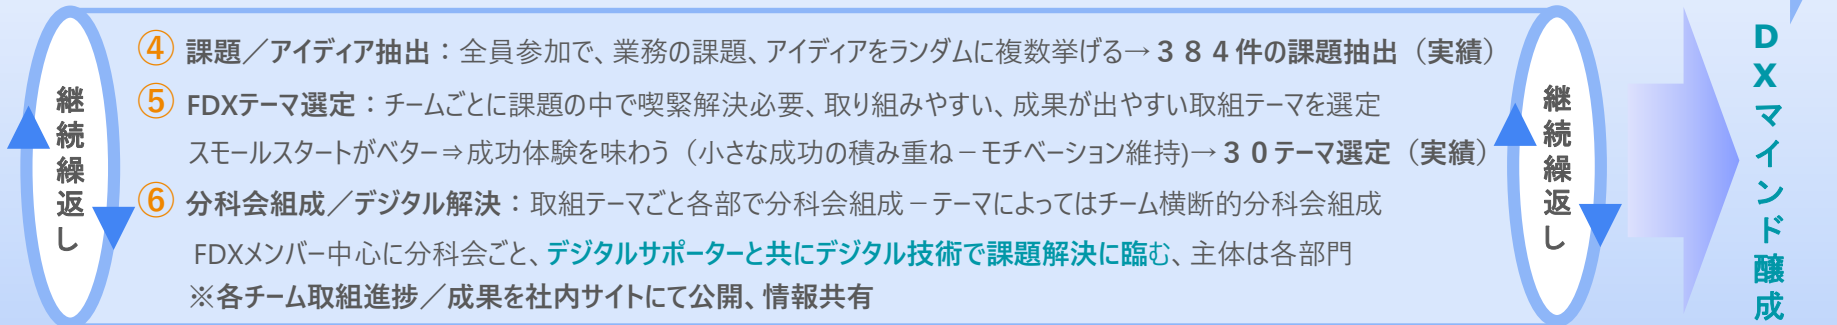 継続繰返し
④ 課題／アイディア抽出：全員参加で、業務の課題、アイディアをランダムに複数挙げる→３８４件の課題抽出（実績）
⑤ FDXテーマ選定：チームごとに課題の中で喫緊解決必要、取り組みやすい、成果が出やすい取組テーマを選定
スモールスタートがベター⇒成功体験を味わう（小さな成功の積み重ね－モチベーション維持)→３０テーマ選定（実績）
⑥ 分科会組成／デジタル解決：取組テーマごと各部で分科会組成－テーマによってはチーム横断的分科会組成
FDXメンバー中心に分科会ごと、デジタルサポーターと共にデジタル技術で課題解決に臨む、主体は各部門
※各チーム取組進捗／成果を社内サイトにて公開、情報共有
継続繰返し
DXマインド醸成